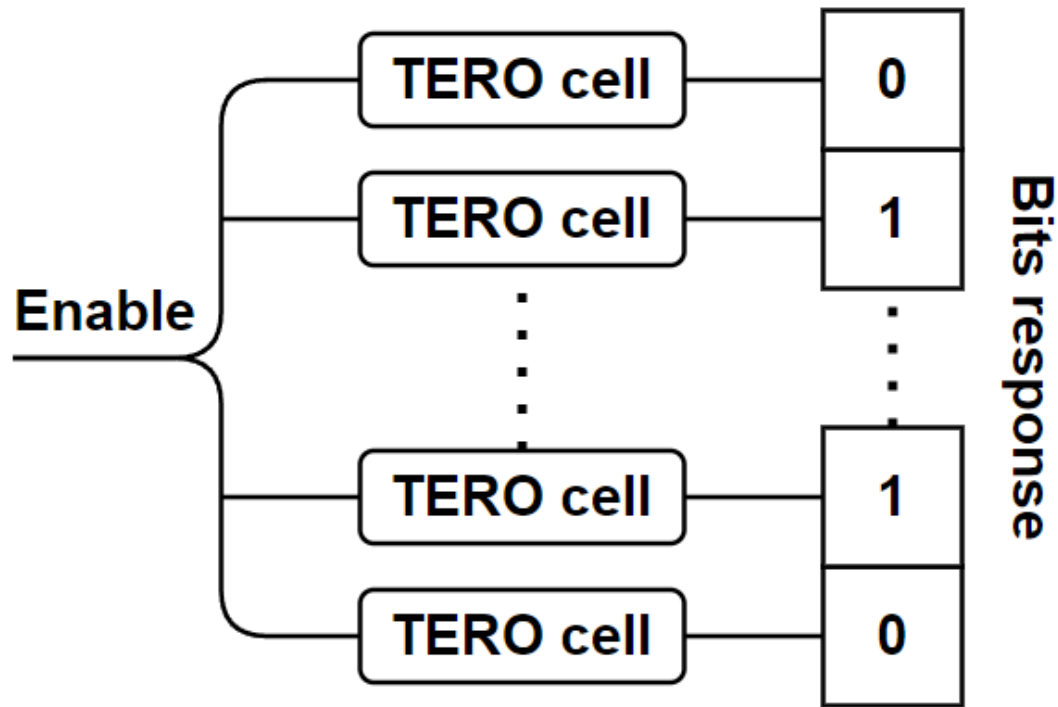 TERO cell
0
TERO cell
1
Enable
Bits response
TERO cell
1
TERO cell
0